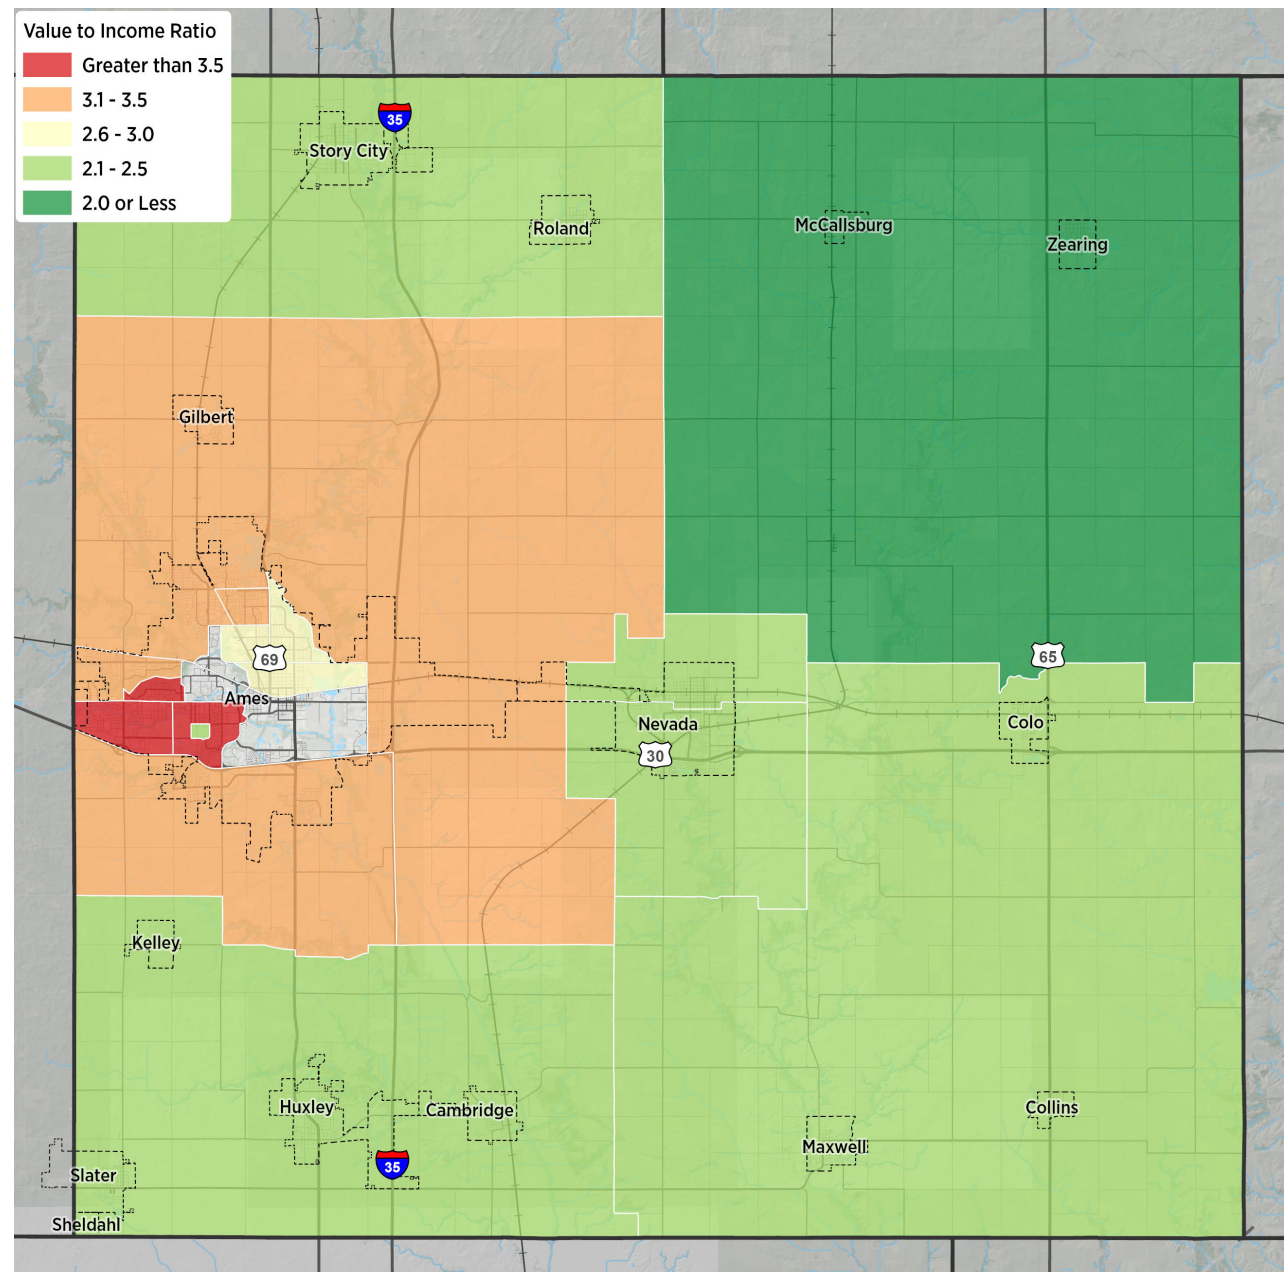 Value to Income Ratio
Greater than 3.5
3.1 - 3.5
2.6 - 3.0
2.1 - 2.5
2.0 or Less
35
Story City
Roland
McCallsburg
Zearing
Gilbert
69
65
Ames
Nevada
Colo
30
Kelley
Huxley
Cambridge
Collins
Maxwell
35
Slater
Sheldahl